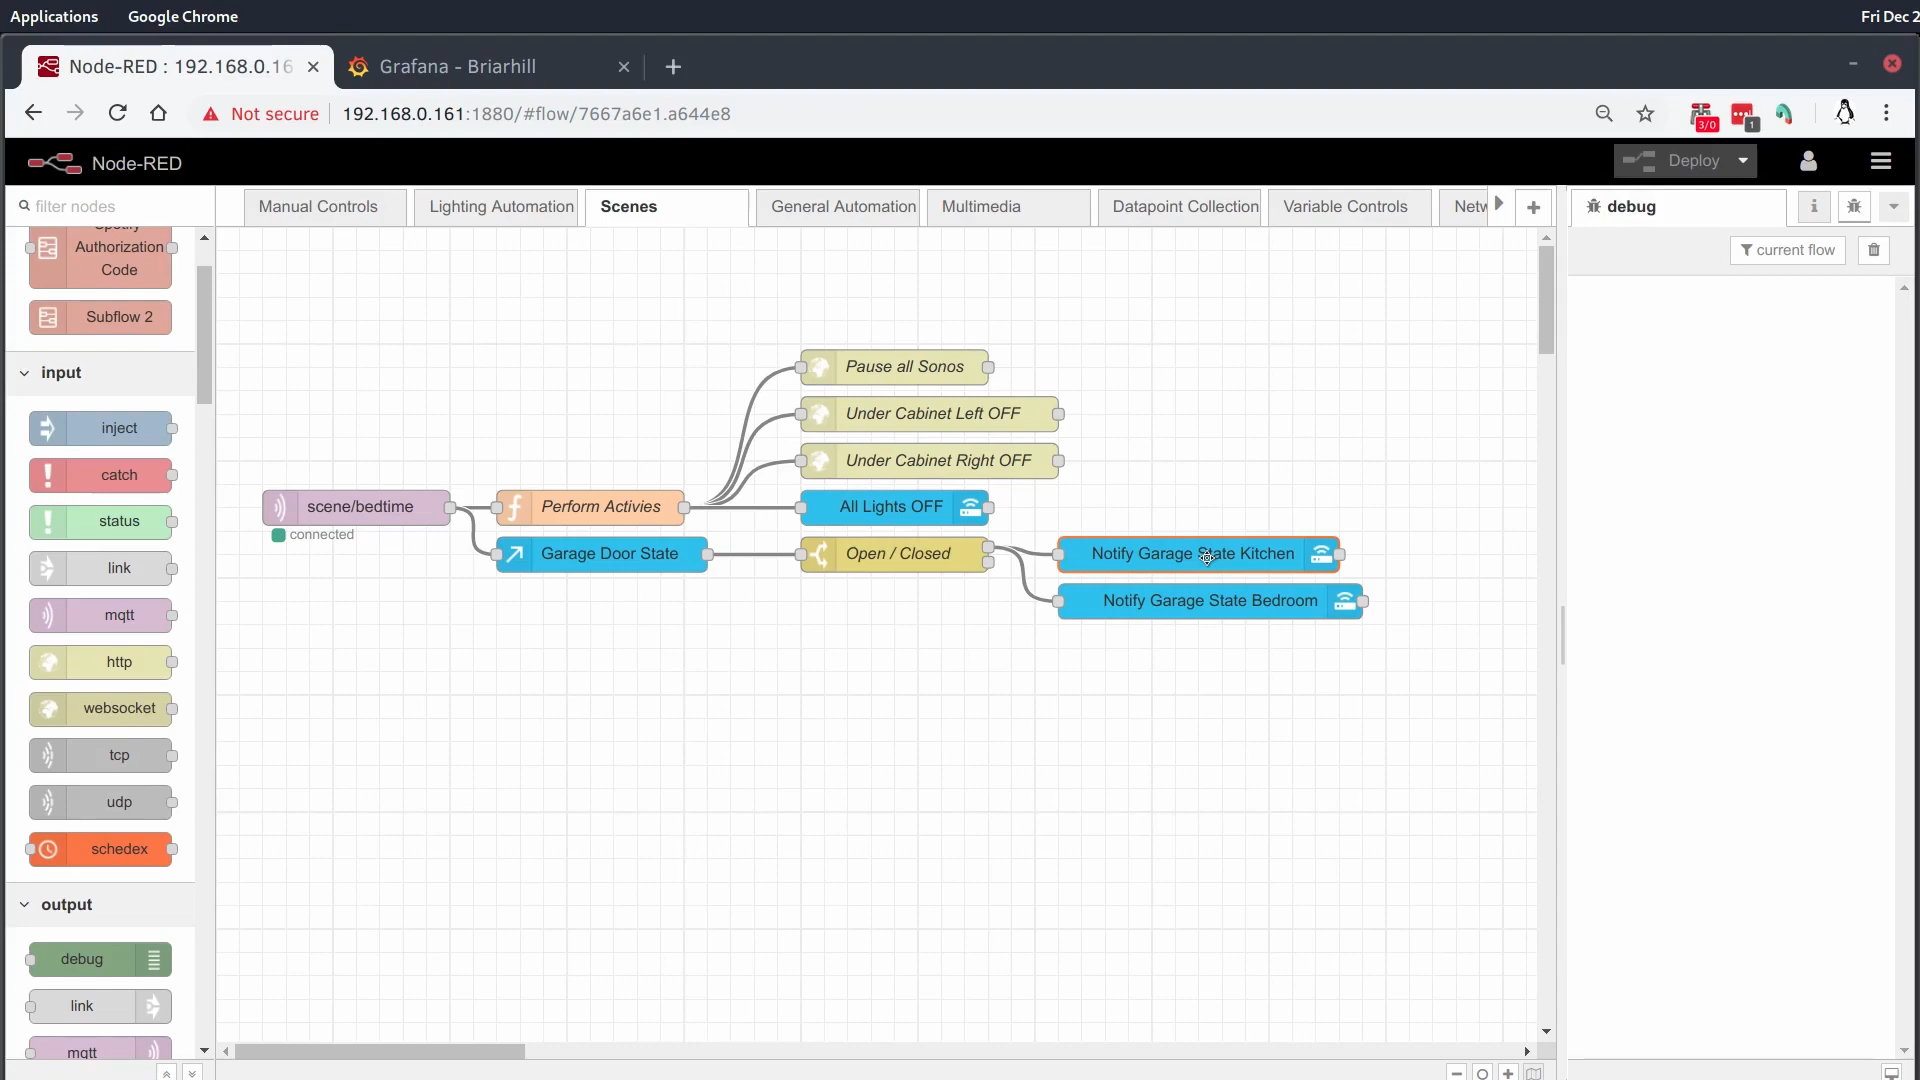 Applications Google Chrome Fri Dec 2
Node-RED : 192.168.0.16 Grafana - Briarhill
Not secure 192.168.0.161:1880/#flow/7667a6e1.a644e8
3/0 1
Node-RED Deploy
filter nodes
Manual Controls Lighting Automation Scenes General Automation Multimedia Datapoint Collection Variable Controls Netw
debug
current flow
Spotify
Authorization
Code
Subflow 2
input
inject
catch
status
link
mqtt
http
websocket
tcp
udp
schedex
output
debug
link
mqtt
Pause all Sonos
Under Cabinet Left OFF
Under Cabinet Right OFF
scene/bedtime Perform Activies All Lights OFF
connected
Garage Door State Open / Closed Notify Garage State Kitchen
Notify Garage State Bedroom